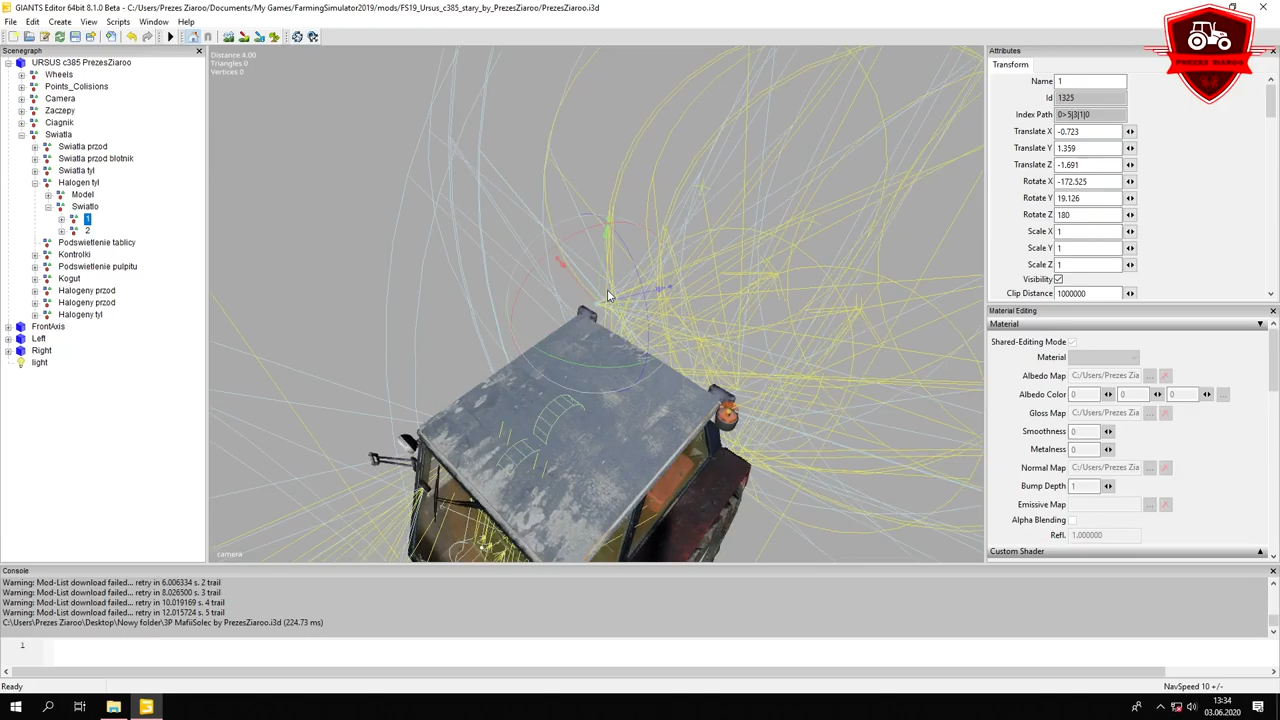 GIANTS Editor 64bit 8.1.0 Beta - C:/Users/Prezes Ziaroo/Documents/My Games/FarmingSimulator2019/mods/FS19_Ursus_c385_stary_by_PrezesZiaroo/PrezesZiaroo.i3d
File Edit Create View Scripts Window Help
Scenegraph
URSUS c385 PrezesZiaroo
Wheels
Points_Colisions
Camera
Zaczepy
Ciagnik
Swiatla
Swiatla przod
Swiatla przod blotnik
Swiatla tyl
Halogen tyl
Model
Swiatlo
1
2
Podswietlenie tablicy
Kontrolki
Podswietlenie pulpitu
Kogut
Halogeny przod
Halogeny przod
Halogeny tyl
FrontAxis
Left
Right
light
Distance 4.00
Triangles 0
Vertices 0
camera
Attributes
Transform
Name 1
Id 1325
Index Path 0>5|3|1|0
Translate X -0.723
Translate Y 1.359
Translate Z -1.691
Rotate X -172.525
Rotate Y 19.126
Rotate Z 180
Scale X 1
Scale Y 1
Scale Z 1
Visibility
Clip Distance 1000000
PREZES ZIAROO
Material Editing
Material
Shared-Editing Mode
Material
Albedo Map C:/Users/Prezes Zia ...
Albedo Color 0 0 0 ...
Gloss Map C:/Users/Prezes Zia ...
Smoothness 0
Metalness 0
Normal Map C:/Users/Prezes Zia ...
Bump Depth 1
Emissive Map ...
Alpha Blending
Refl. 1.000000
Custom Shader
Console
Warning: Mod-List download failed... retry in 6.006334 s. 2 trail
Warning: Mod-List download failed... retry in 8.026500 s. 3 trail
Warning: Mod-List download failed... retry in 10.019169 s. 4 trail
Warning: Mod-List download failed... retry in 12.015724 s. 5 trail
C:\Users\Prezes Ziaroo\Desktop\Nowy folder\3P MafiiSolec by PrezesZiaroo.i3d (224.73 ms)
1
Ready
NavSpeed 10 +/-
13:34
03.06.2020